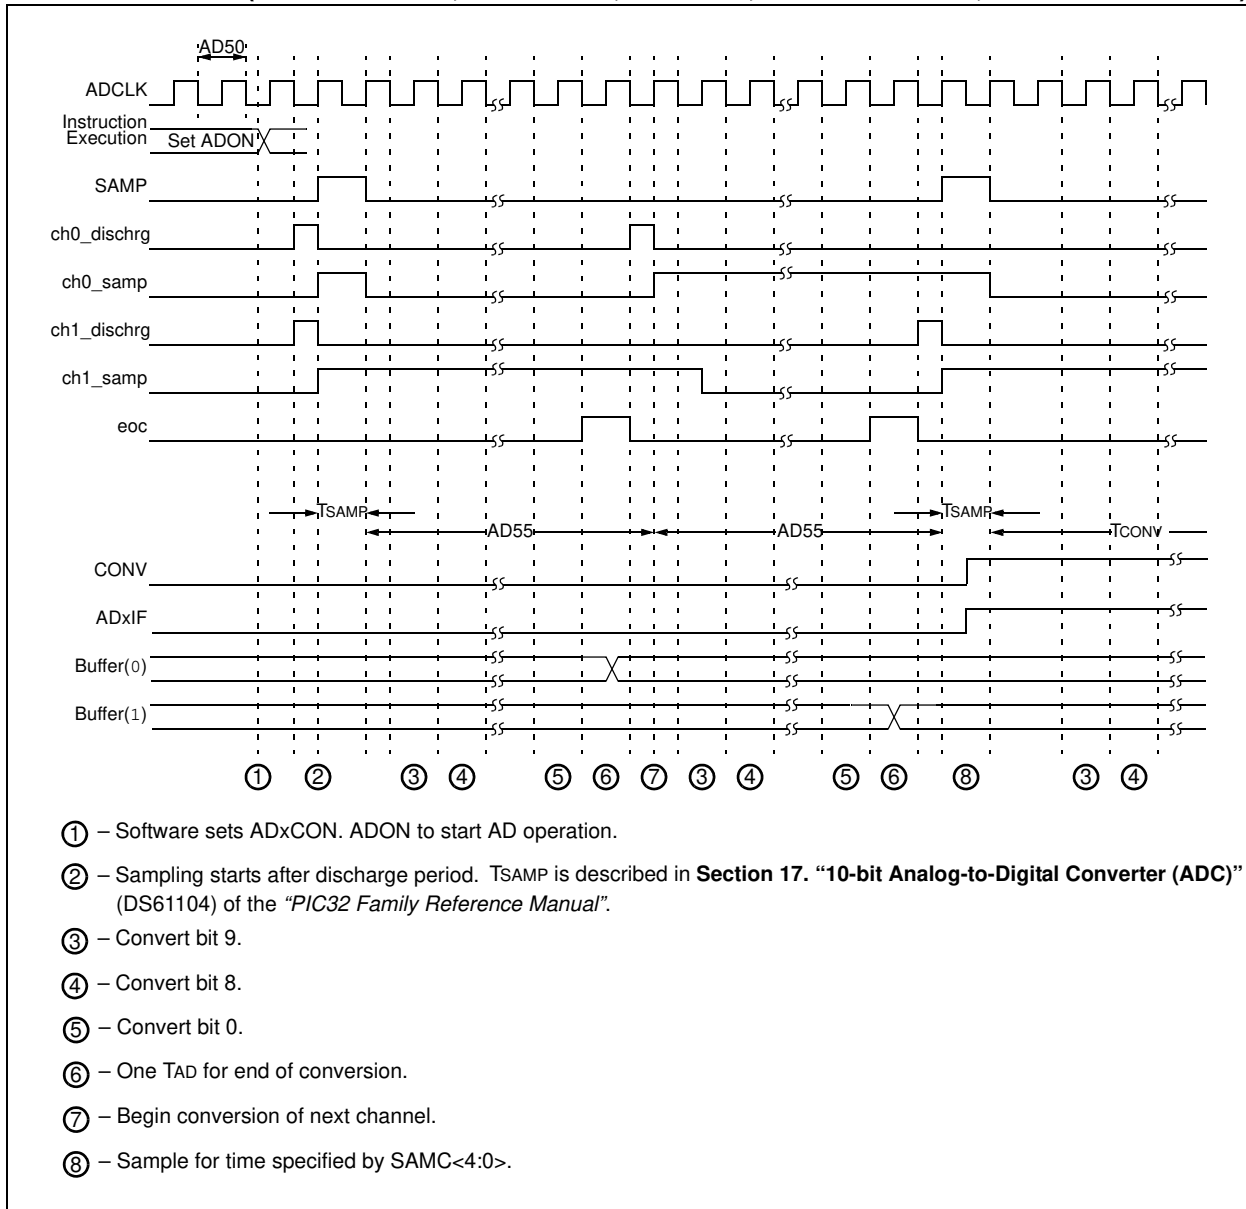 AD50
ADCLK
Instruction
Execution
Set ADON
SAMP
ch0_dischrg
ch0_samp
ch1_dischrg
ch1_samp
eoc
TSAMP TSAMP
AD55 AD55 TCONV
CONV
ADxIF
Buffer(0)
Buffer(1)
1 2 3 4 5 6 7 3 4 5 6 8 3 4
1 – Software sets ADxCON. ADON to start AD operation.
2 – Sampling starts after discharge period. TSAMP is described in Section 17. “10-bit Analog-to-Digital Converter (ADC)”
(DS61104) of the “PIC32 Family Reference Manual”.
3 – Convert bit 9.
4 – Convert bit 8.
5 – Convert bit 0.
6 – One TAD for end of conversion.
7 – Begin conversion of next channel.
8 – Sample for time specified by SAMC<4:0>.